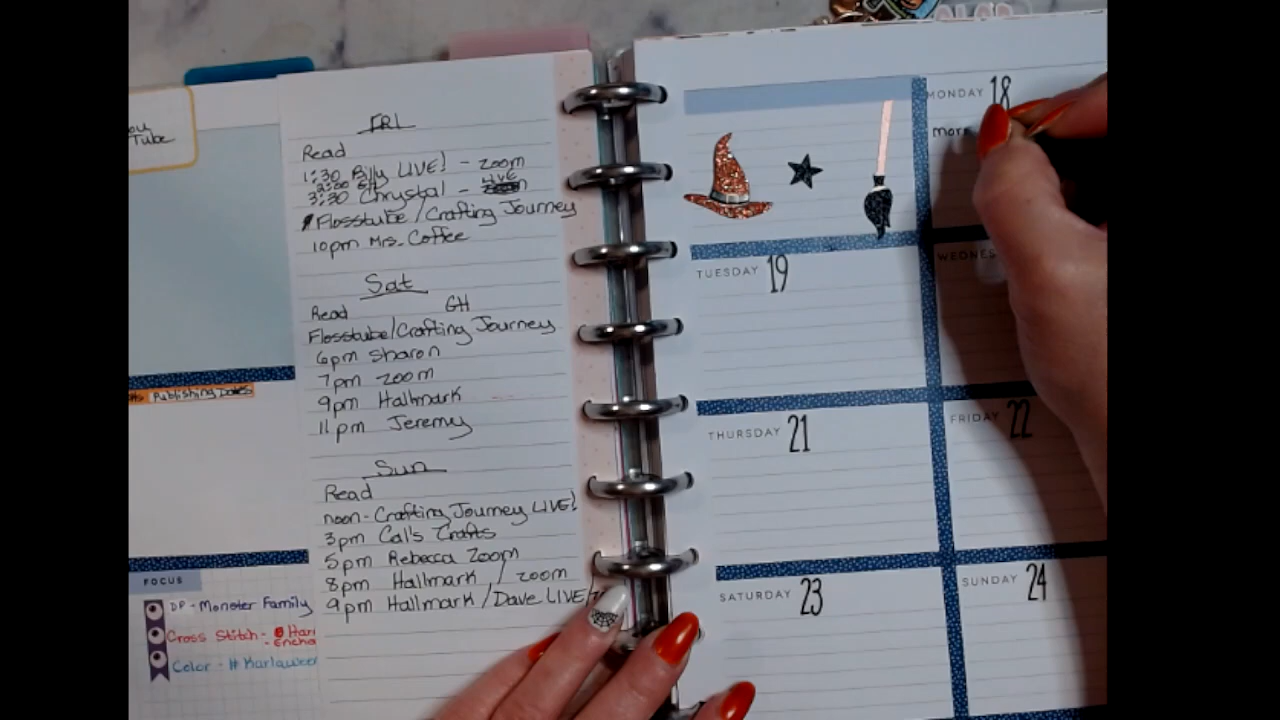 You
Tube
Publishing Dates
FOCUS
DP - Monster Family
Cross Stitch -
Color - # Karlaween
FRI
Read
1:30 Billy LIVE! - zoom
3:30 Chrystal - LIVE
Flosstube / Crafting Journey
10pm Mrs. Coffee
Sat
Read GH
Flosstube/Crafting Journey
6pm Sharon
7pm zoom
9pm Hallmark
11pm Jeremy
Sun
Read
noon - Crafting Journey LIVE!
3pm Cal's Crafts
5pm Rebecca Zoom
8pm Hallmark / zoom
9pm Hallmark / Dave LIVE/
MONDAY 18
more
TUESDAY 19
WEDNES
THURSDAY 21
FRIDAY 22
SATURDAY 23
SUNDAY 24